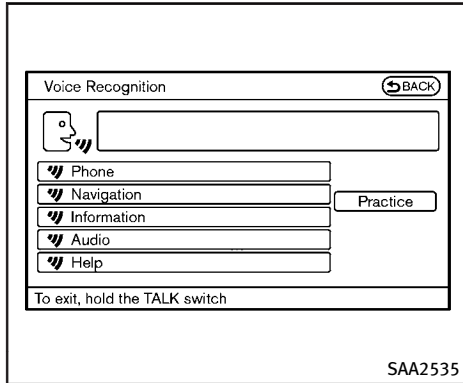 Voice Recognition
BACK
Phone
Navigation
Practice
Information
Audio
Help
To exit, hold the TALK switch
SAA2535